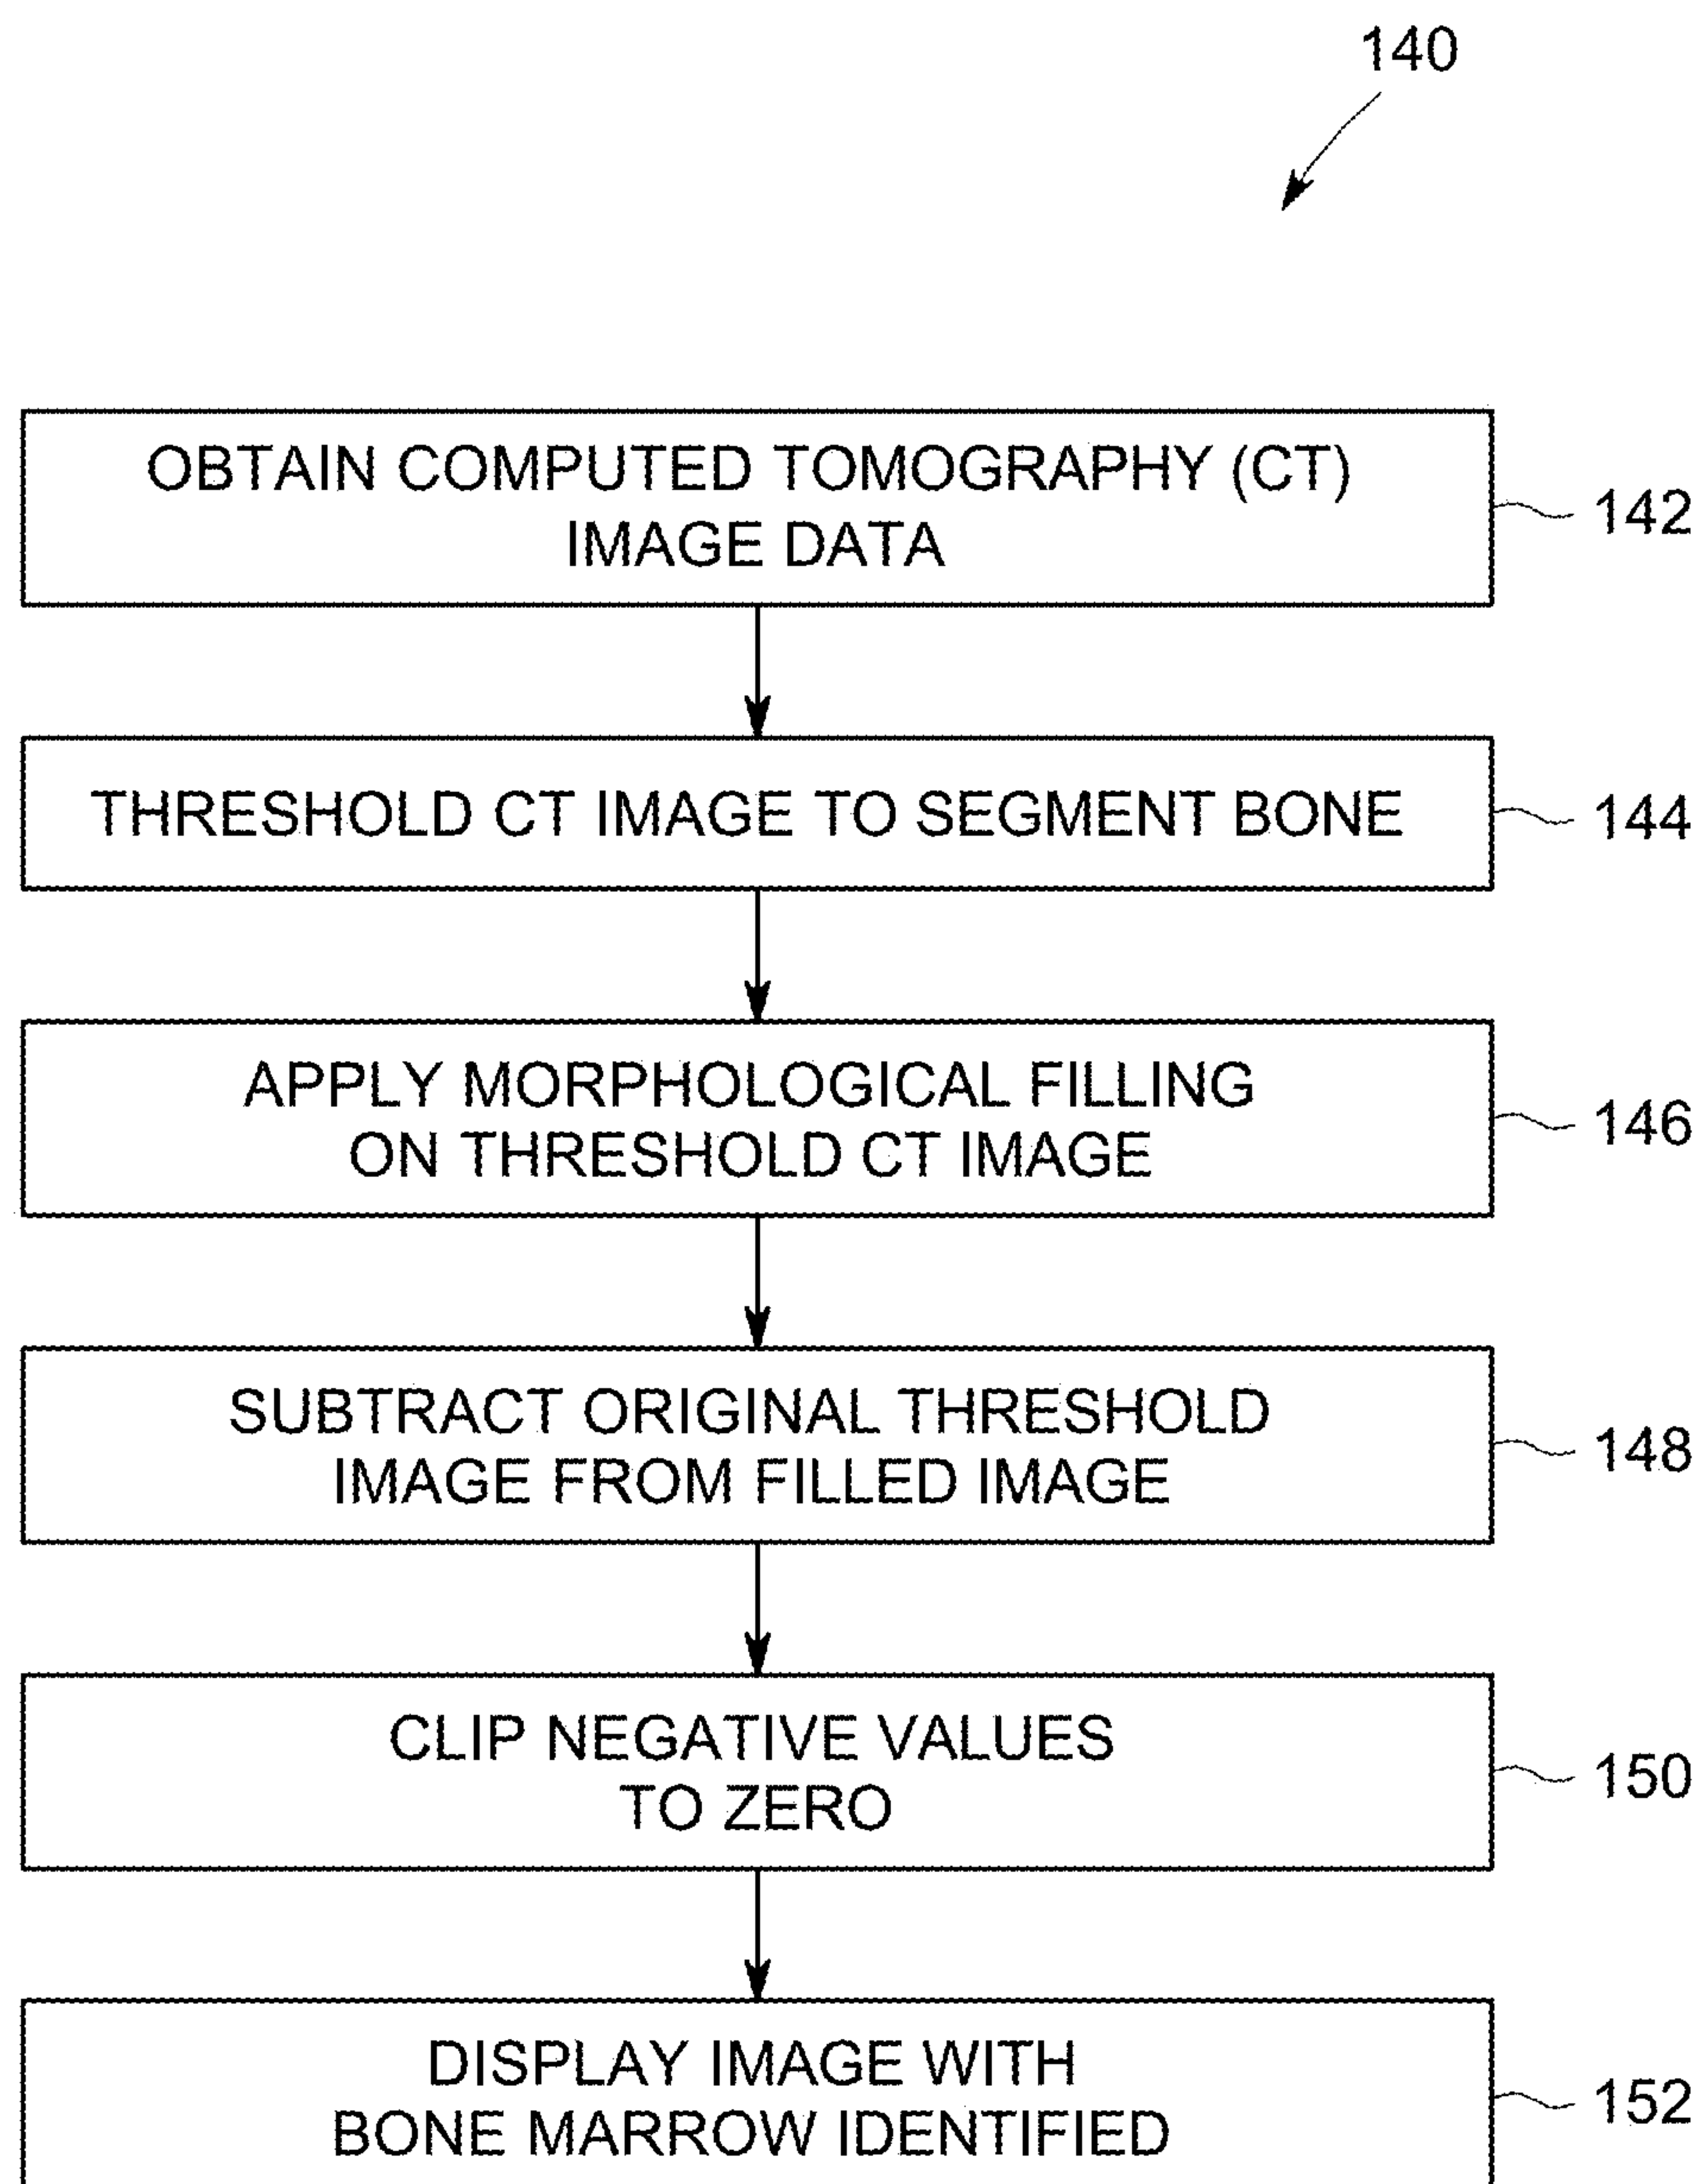 140
OBTAIN COMPUTED TOMOGRAPHY (CT)
IMAGE DATA
142
THRESHOLD CT IMAGE TO SEGMENT BONE
144
APPLY MORPHOLOGICAL FILLING
ON THRESHOLD CT IMAGE
146
SUBTRACT ORIGINAL THRESHOLD
IMAGE FROM FILLED IMAGE
148
CLIP NEGATIVE VALUES
TO ZERO
150
DISPLAY IMAGE WITH
BONE MARROW IDENTIFIED
152